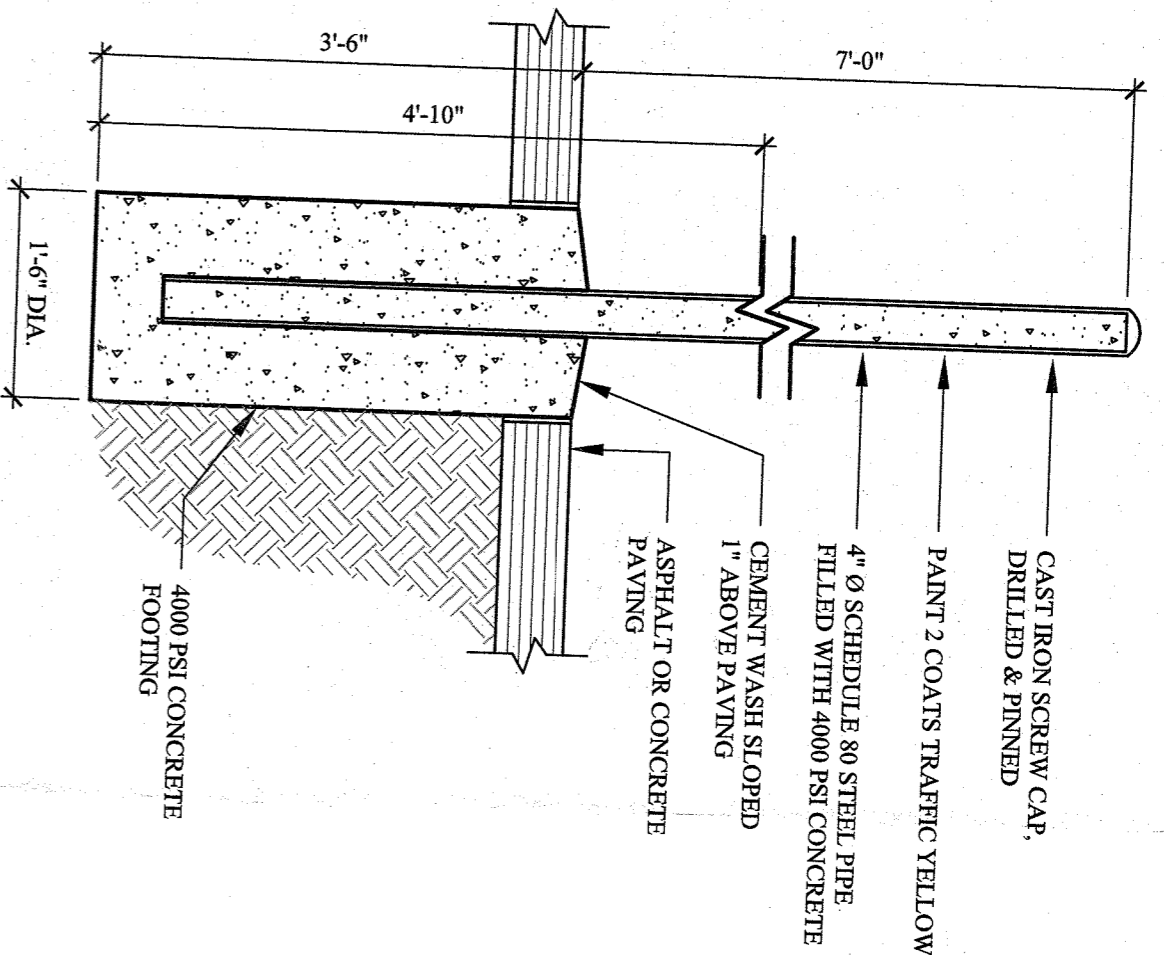 7'-0"
3'-6"
4'-10"
1'-6" DIA.
CAST IRON SCREW CAP,
DRILLED & PINNED
PAINT 2 COATS TRAFFIC YELLOW
4" Ø SCHEDULE 80 STEEL PIPE
FILLED WITH 4000 PSI CONCRETE
CEMENT WASH SLOPED
1" ABOVE PAVING
ASPHALT OR CONCRETE
PAVING
4000 PSI CONCRETE
FOOTING